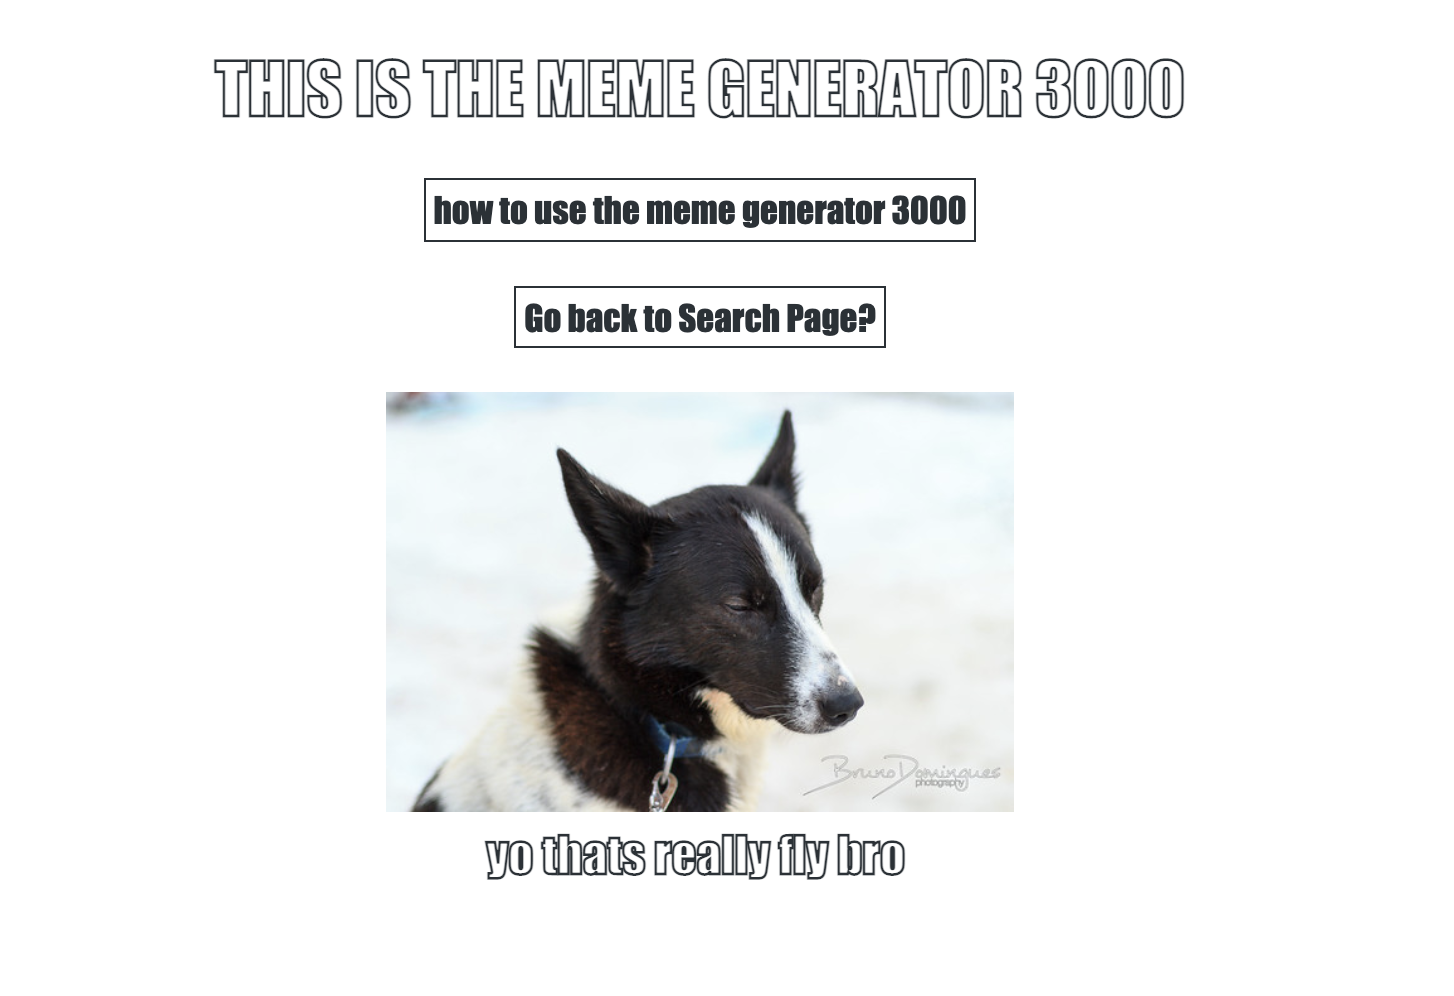 THIS IS THE MEME GENERATOR 3000
how to use the meme generator 3000
Go back to Search Page?
Bruno Domingues
photography
yo thats really fly bro